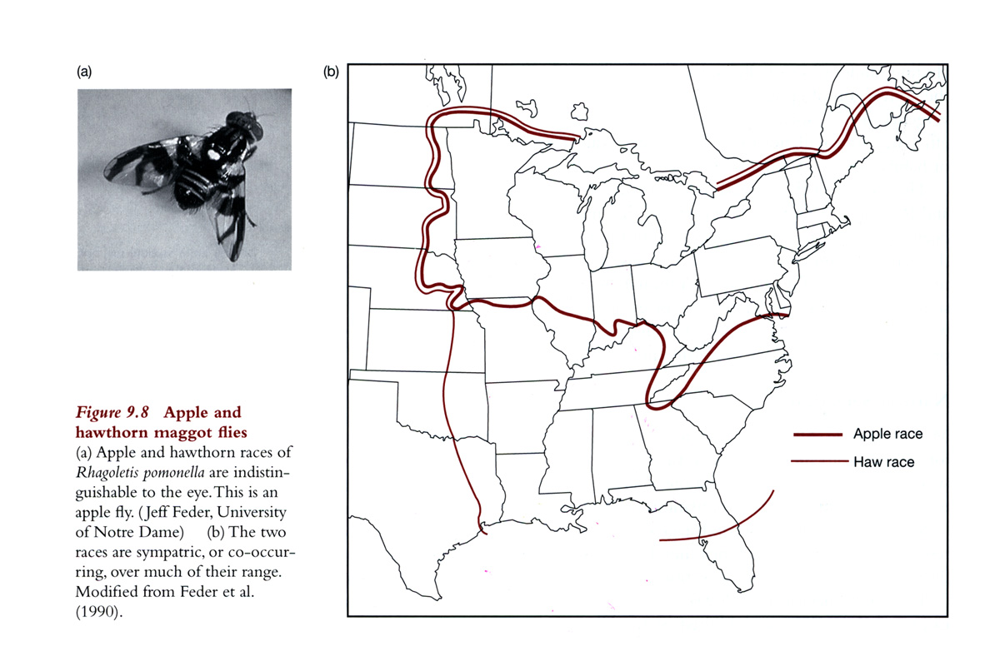 (a)
(b)
Figure 9.8 Apple and
hawthorn maggot flies
(a) Apple and hawthorn races of
Rhagoletis pomonella are indistin-
guishable to the eye. This is an
apple fly. (Jeff Feder, University
of Notre Dame) (b) The two
races are sympatric, or co-occur-
ring, over much of their range.
Modified from Feder et al.
(1990).
Apple race
Haw race